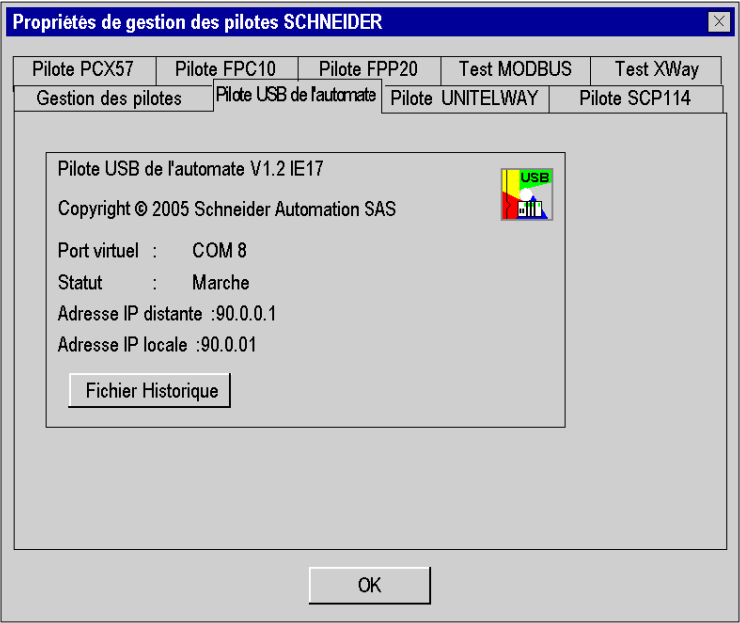 Propriétés de gestion des pilotes SCHNEIDER
Pilote PCX57 Pilote FPC10 Pilote FPP20 Test MODBUS Test XWay
Gestion des pilotes Pilote USB de l'automate Pilote UNITELWAY Pilote SCP114
Pilote USB de l'automate V1.2 IE17
USB
Copyright © 2005 Schneider Automation SAS
Port virtuel : COM 8
Statut : Marche
Adresse IP distante :90.0.0.1
Adresse IP locale :90.0.01
Fichier Historique
OK